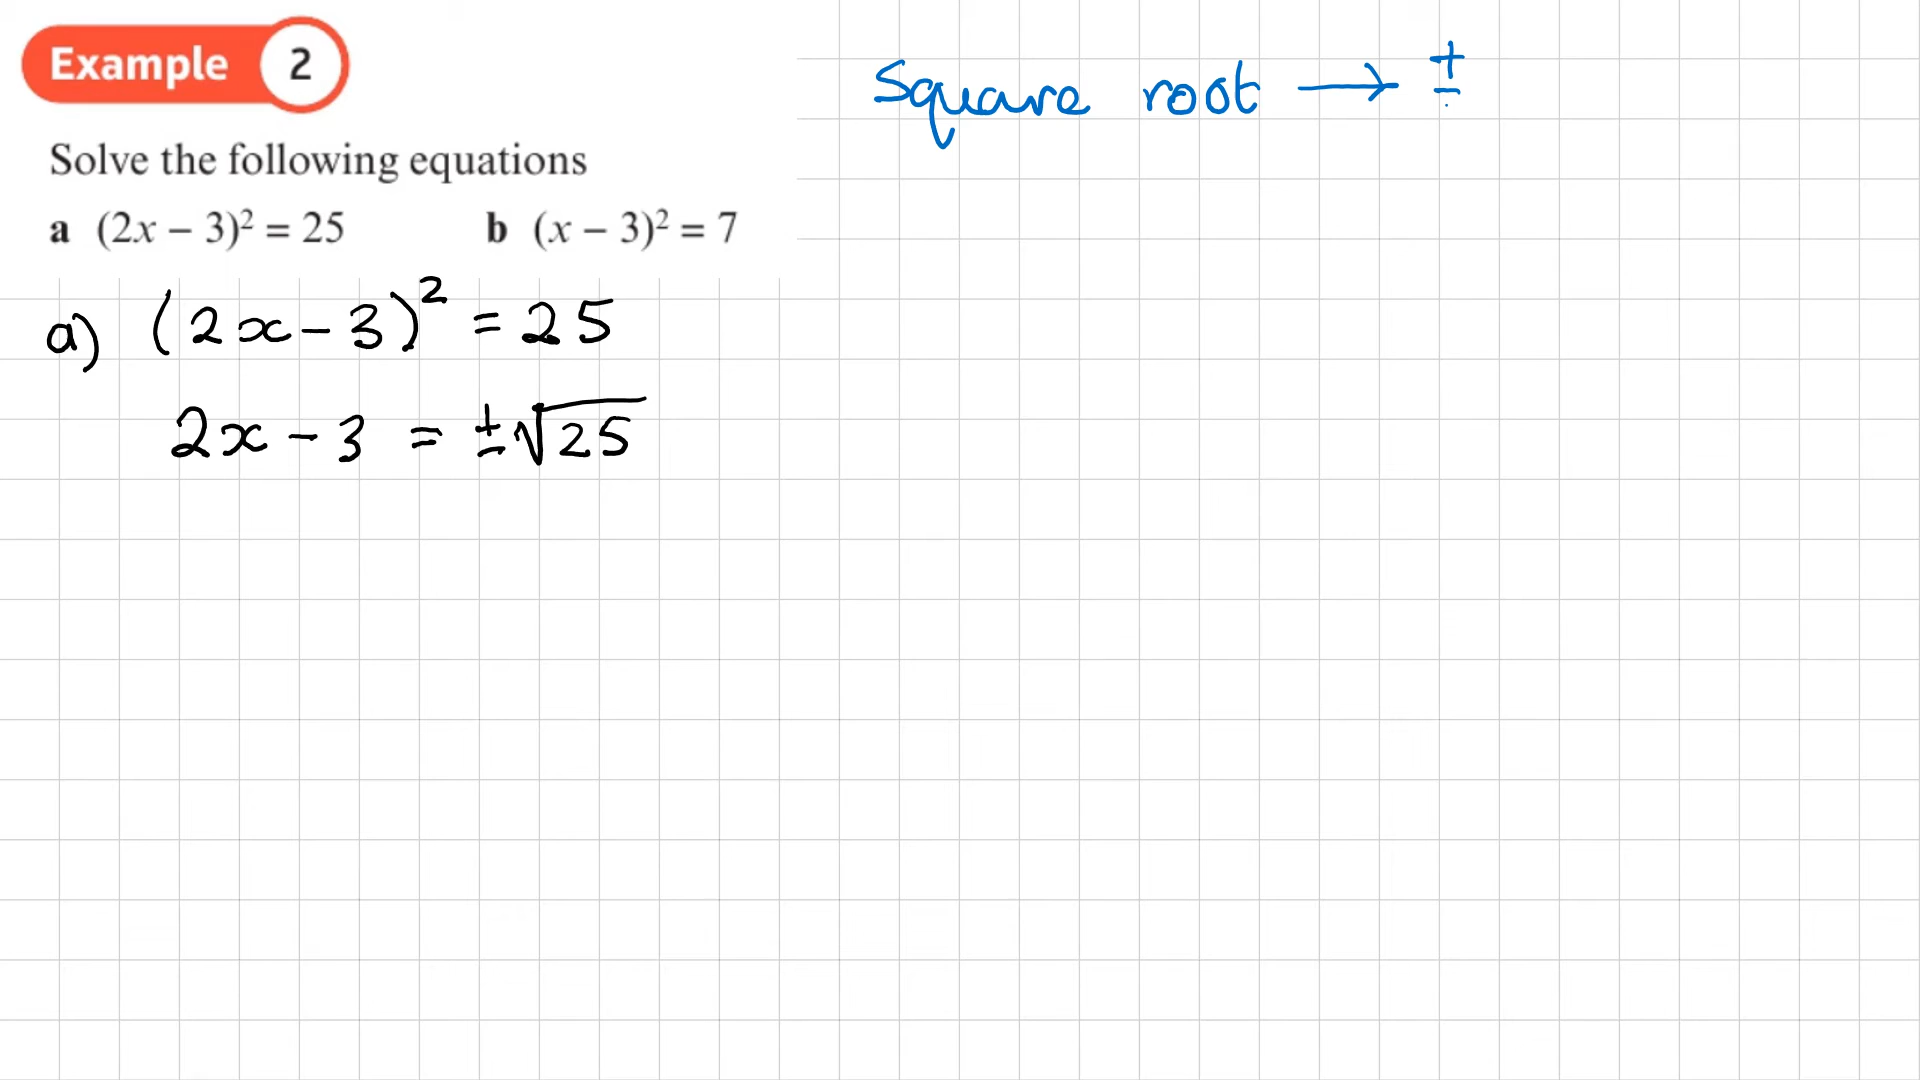 Example 2
Square root → ±
Solve the following equations
a (2x − 3)² = 25 b (x − 3)² = 7
a) (2x − 3)² = 25
2x − 3 = ±√25